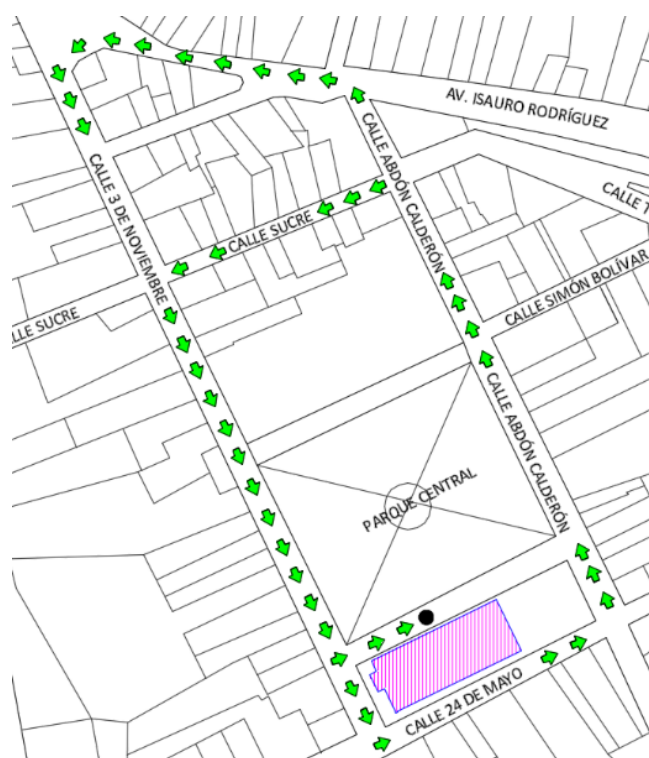 AV. ISAURO RODRÍGUEZ
CALLE ABDÓN CALDERÓN
CALLE 3 DE NOVIEMBRE
CALLE T
CALLE SUCRE
CALLE SIMÓN BOLÍVAR
LLE SUCRE
CALLE ABDÓN CALDERÓN
PARQUE CENTRAL
CALLE 24 DE MAYO